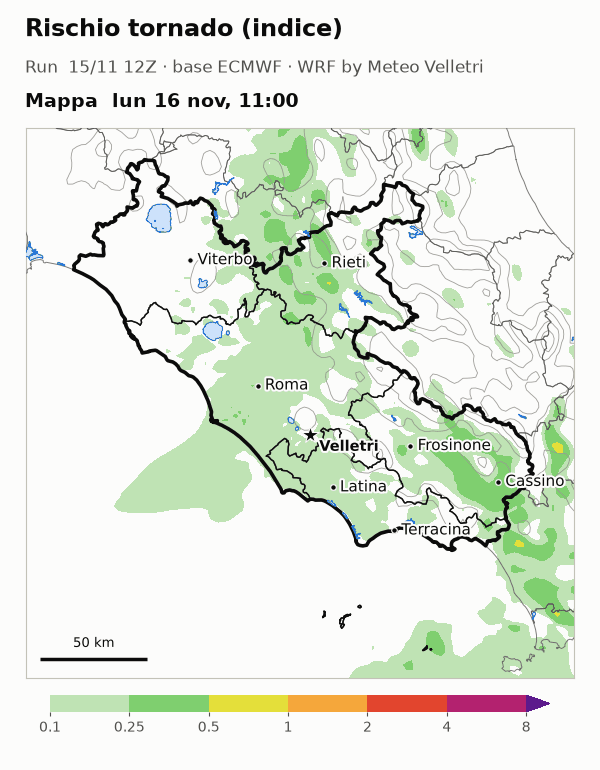 Rischio tornado (indice)
Run  15/11 12Z · base ECMWF · WRF by Meteo Velletri
Mappa  lun 16 nov, 11:00
Viterbo
Rieti
Roma
Velletri
Frosinone
Cassino
Latina
Terracina
50 km
0.1 0.25 0.5 1 2 4 8